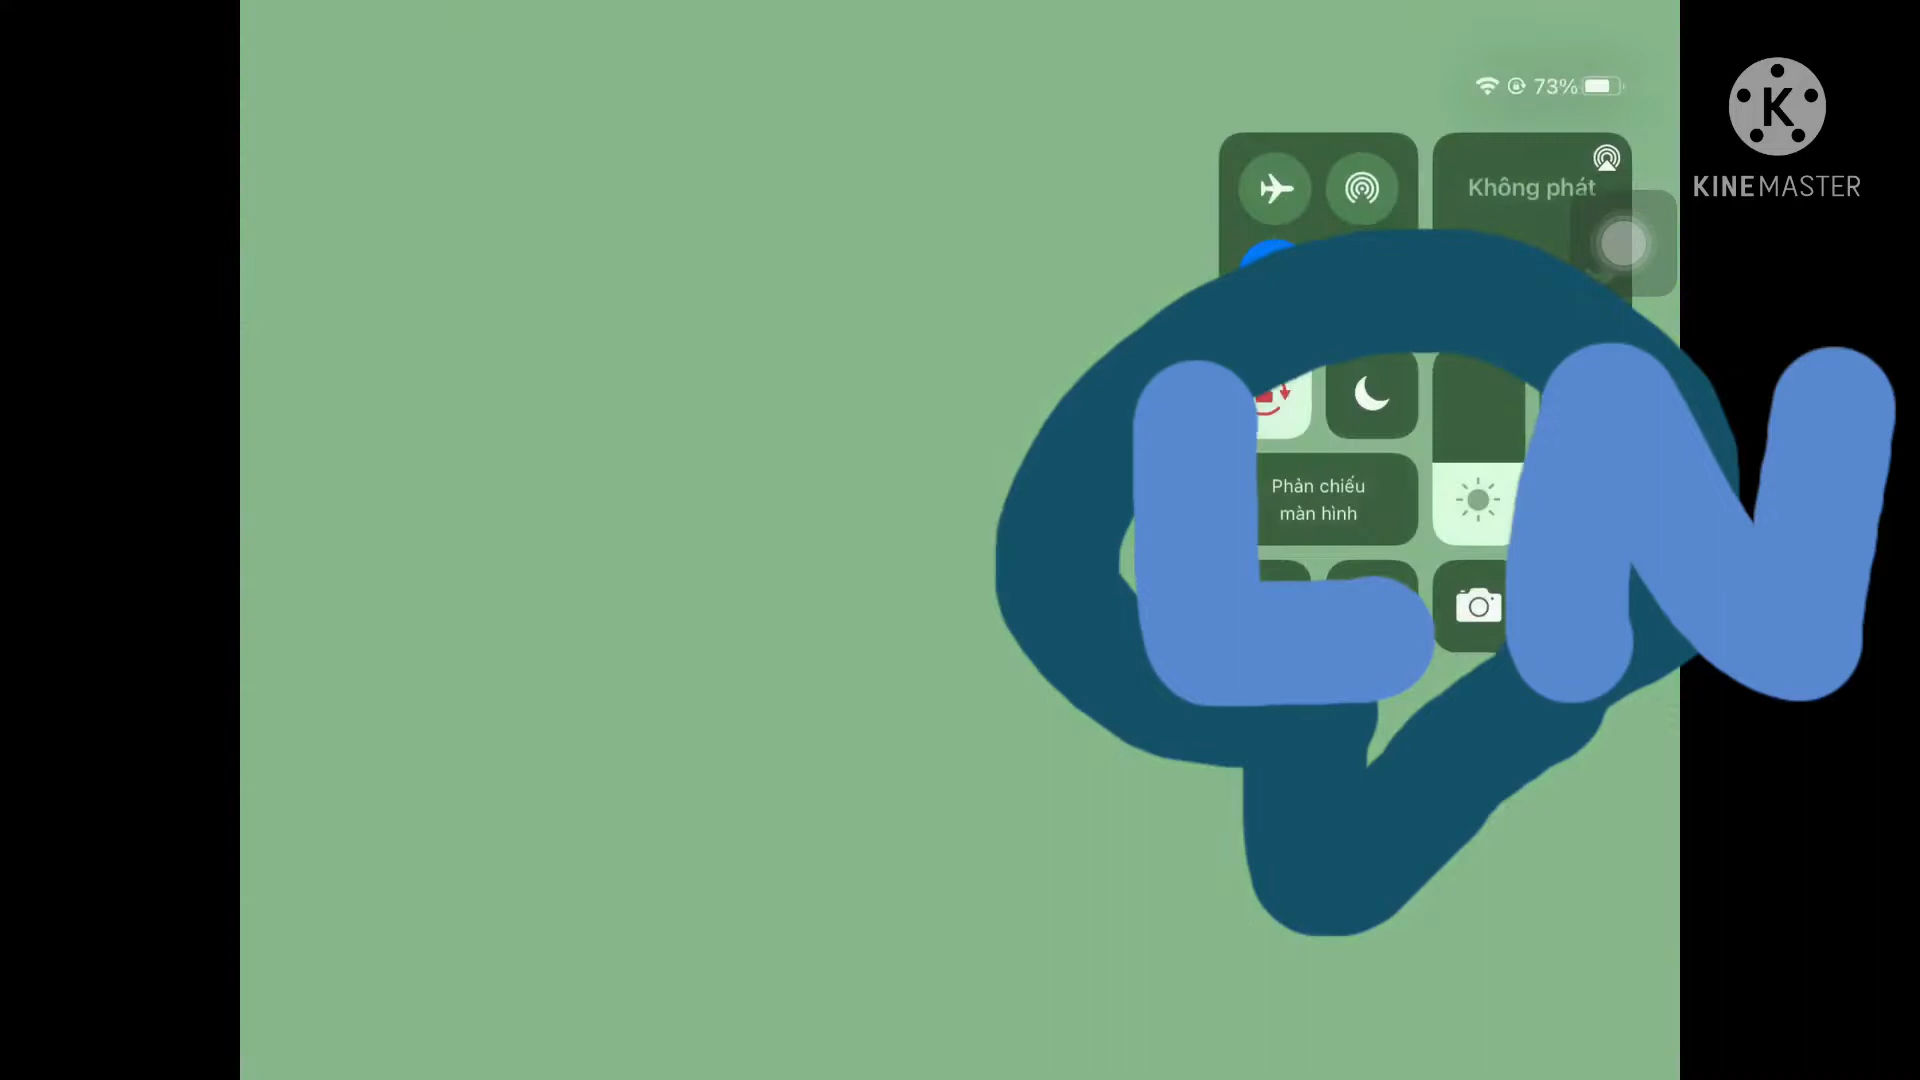 73%
Không phát
KINEMASTER
Phản chiếu
màn hình
LN